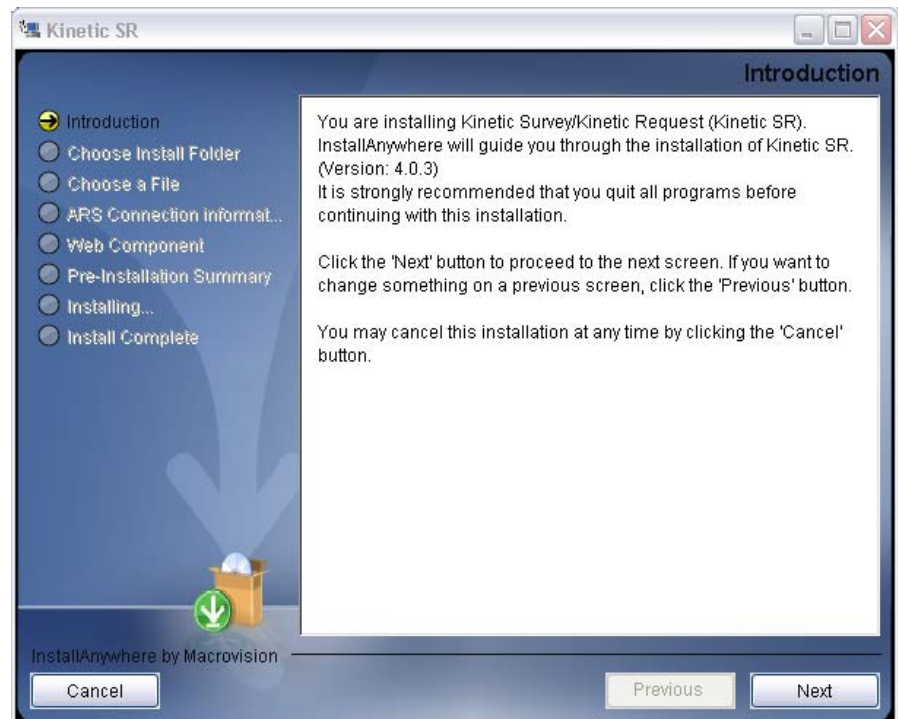 Kinetic SR
Introduction
Introduction
Choose Install Folder
Choose a File
ARS Connection informat...
Web Component
Pre-Installation Summary
Installing...
Install Complete
You are installing Kinetic Survey/Kinetic Request (Kinetic SR).
InstallAnywhere will guide you through the installation of Kinetic SR.
(Version: 4.0.3)
It is strongly recommended that you quit all programs before
continuing with this installation.
Click the 'Next' button to proceed to the next screen. If you want to
change something on a previous screen, click the 'Previous' button.
You may cancel this installation at any time by clicking the 'Cancel'
button.
InstallAnywhere by Macrovision
Cancel
Previous
Next